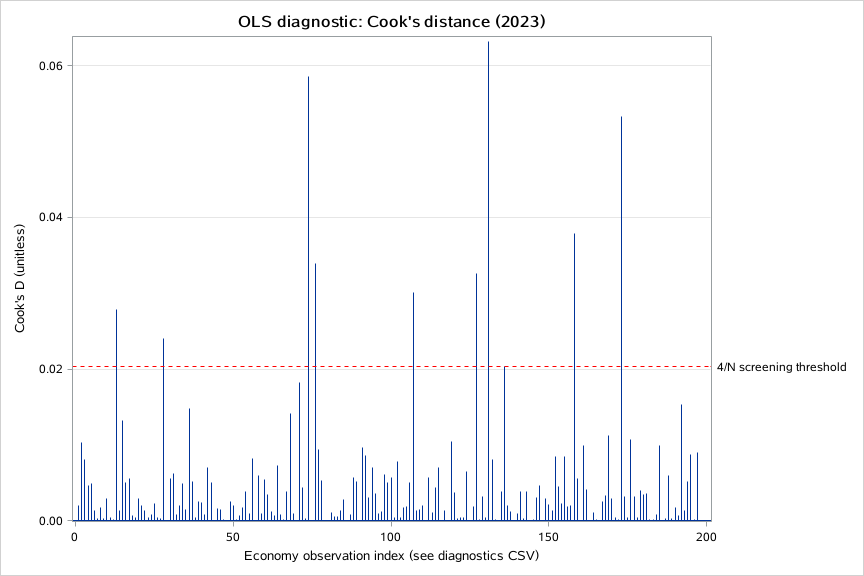 OLS diagnostic: Cook's distance (2023)
0.06
0.04
0.02
0.00
Cook's D (unitless)
4/N screening threshold
0 50 100 150 200
Economy observation index (see diagnostics CSV)